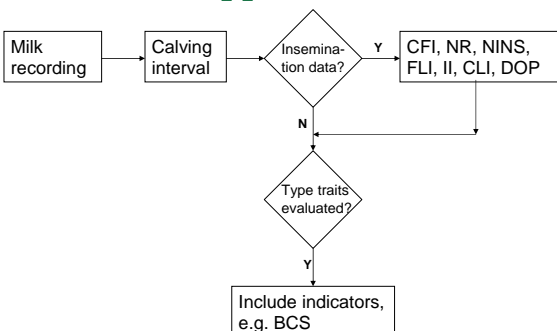 Milk
recording
Calving
interval
Insemina-
tion data?
Y
CFI, NR, NINS,
FLI, II, CLI, DOP
N
Type traits
evaluated?
Y
Include indicators,
e.g. BCS